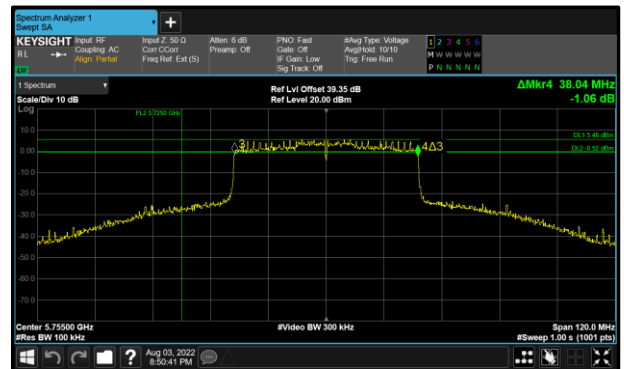 Spectrum Analyzer 1
Swept SA
KEYSIGHT
RL
Input: RF
Coupling: AC
Align: Partial
Input Z: 50 Ω
Corr CCorr
Freq Ref: Ext (S)
Atten: 6 dB
Preamp: Off
PNO: Fast
Gate: Off
IF Gain: Low
Sig Track: Off
#Avg Type: Voltage
Avg|Hold: 10/10
Trig: Free Run
1 2 3 4 5 6
M W W W W W
P N N N N N
1 Spectrum
Scale/Div 10 dB
Ref Lvl Offset 39.35 dB
Ref Level 20.00 dBm
ΔMkr4 38.04 MHz
-1.06 dB
Log
FL2 5.7250 GHz
10.0
DL1 5.48 dBm
3
4Δ3
0.00
DL2 -0.52 dBm
-10.0
-20.0
-30.0
-40.0
-50.0
-60.0
-70.0
Center 5.75500 GHz
#Video BW 300 kHz
Span 120.0 MHz
#Res BW 100 kHz
#Sweep 1.00 s (1001 pts)
?
Aug 03, 2022
8:50:41 PM